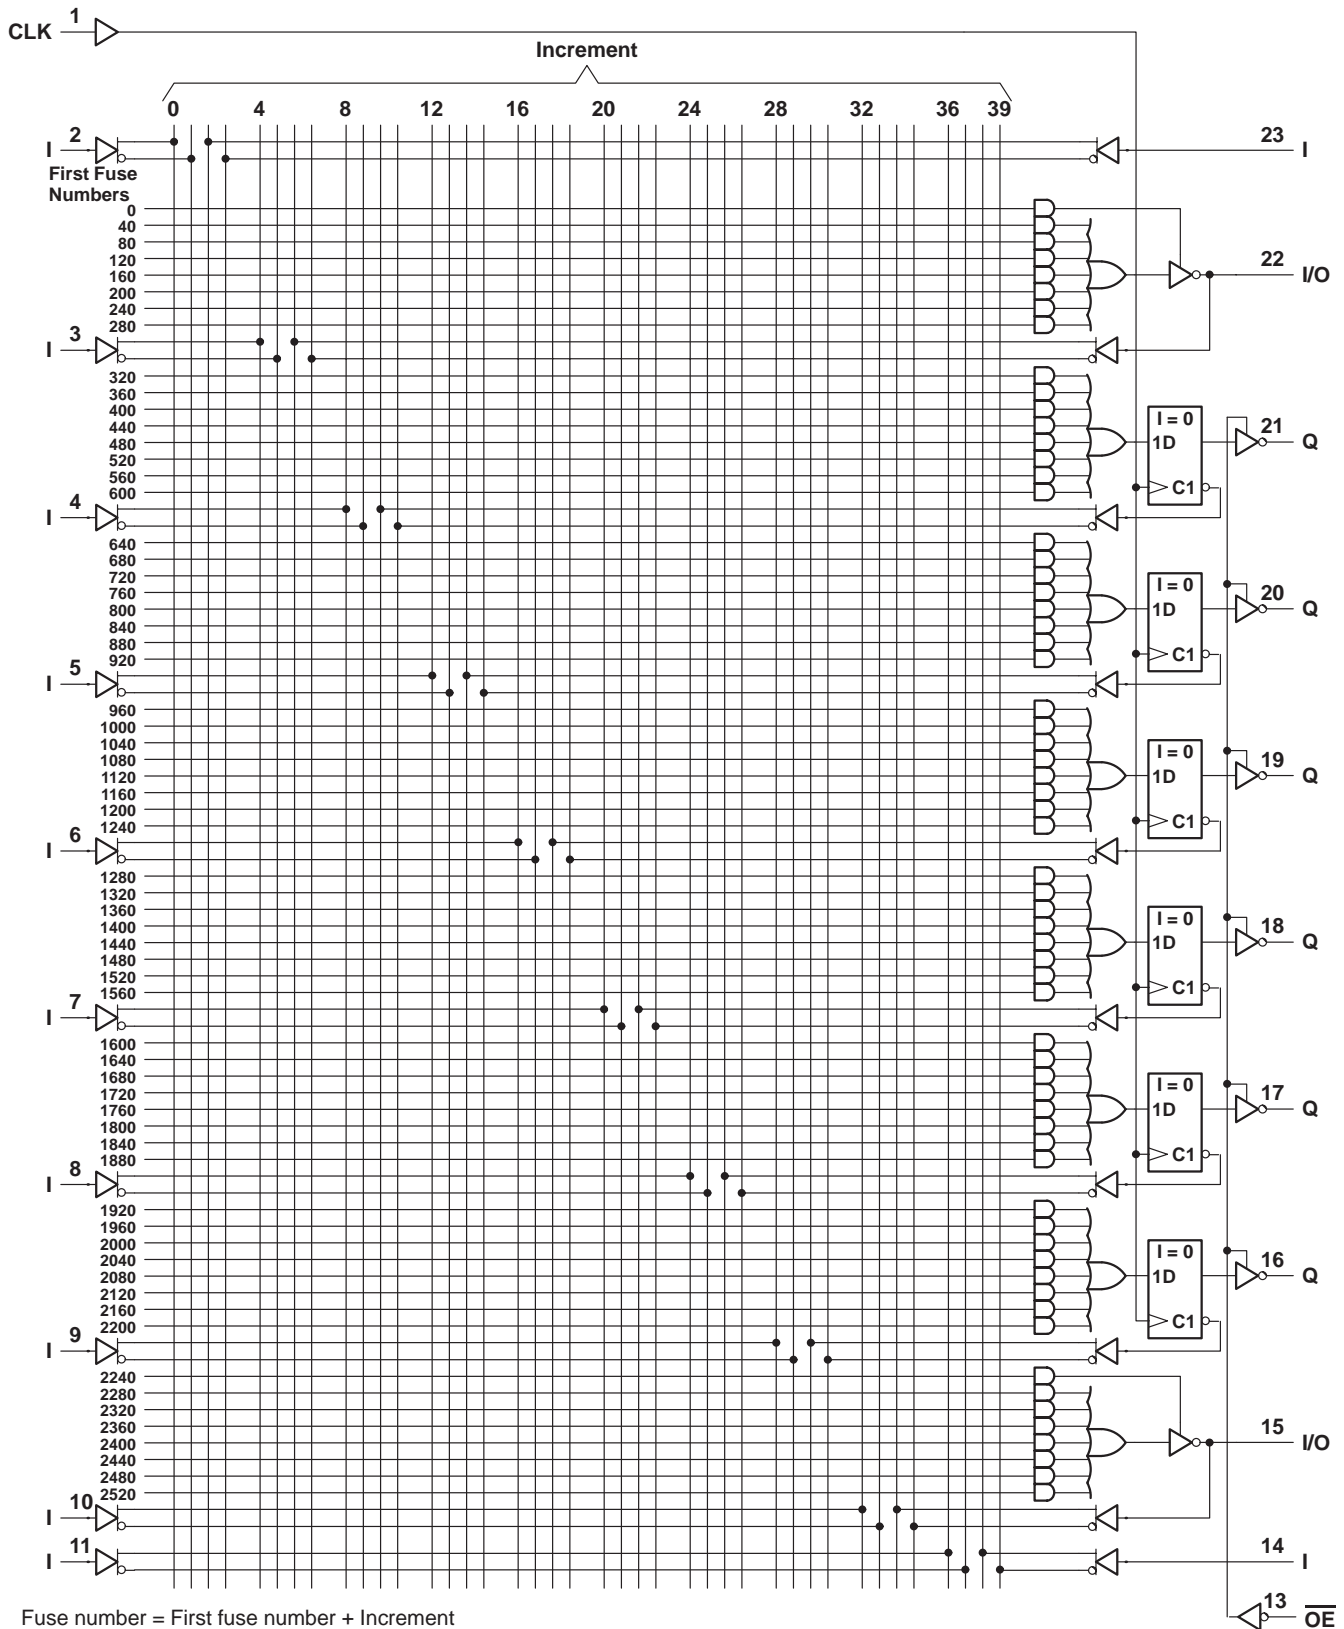 CLK 1
Increment
0 4 8 12 16 20 24 28 32 36 39
I 2 23 I
First Fuse
Numbers
0
40
80
120
160 22 I/O
200
240
280
I 3
320
360
400 I = 0
440 21 Q
480 1D
520
560
600 C1
I 4
640
680
720 I = 0
760 20 Q
800 1D
840
880
920 C1
I 5
960
1000
1040 I = 0
1080 19 Q
1120 1D
1160
1200
1240 C1
I 6
1280
1320
1360 I = 0
1400 18 Q
1440 1D
1480
1520
1560 C1
I 7
1600
1640
1680 I = 0
1720 17 Q
1760 1D
1800
1840
1880 C1
I 8
1920
1960
2000 I = 0
2040 16 Q
2080 1D
2120
2160
2200 C1
I 9
2240
2280
2320
2360
2400 15 I/O
2440
2480
2520
I 10
I 11 14 I
13 OE
Fuse number = First fuse number + Increment